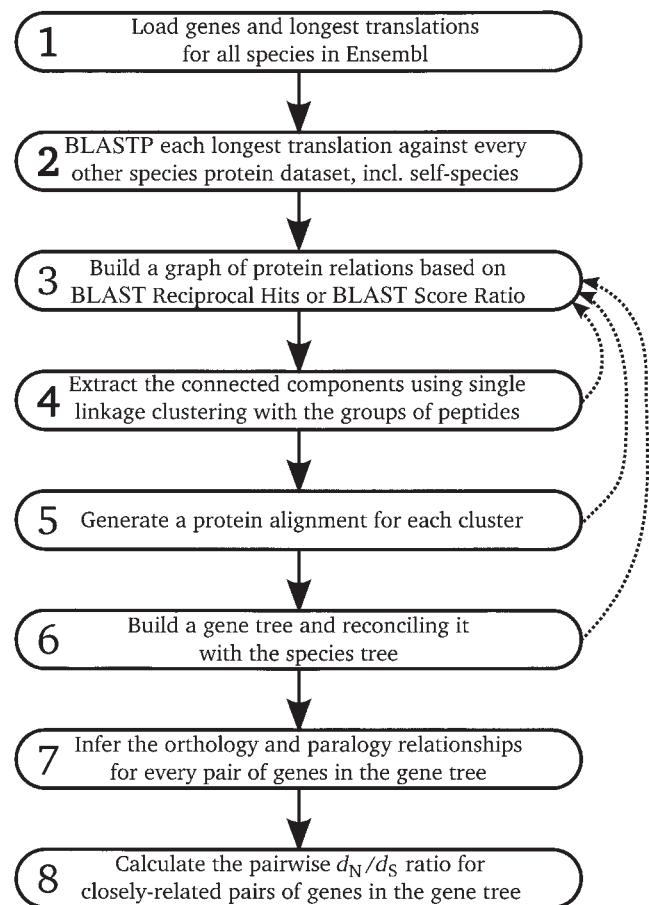 1
Load genes and longest translations
for all species in Ensembl
2
BLASTP each longest translation against every
other species protein dataset, incl. self-species
3
Build a graph of protein relations based on
BLAST Reciprocal Hits or BLAST Score Ratio
4
Extract the connected components using single
linkage clustering with the groups of peptides
5
Generate a protein alignment for each cluster
6
Build a gene tree and reconciling it
with the species tree
7
Infer the orthology and paralogy relationships
for every pair of genes in the gene tree
8
Calculate the pairwise dN/dS ratio for
closely-related pairs of genes in the gene tree